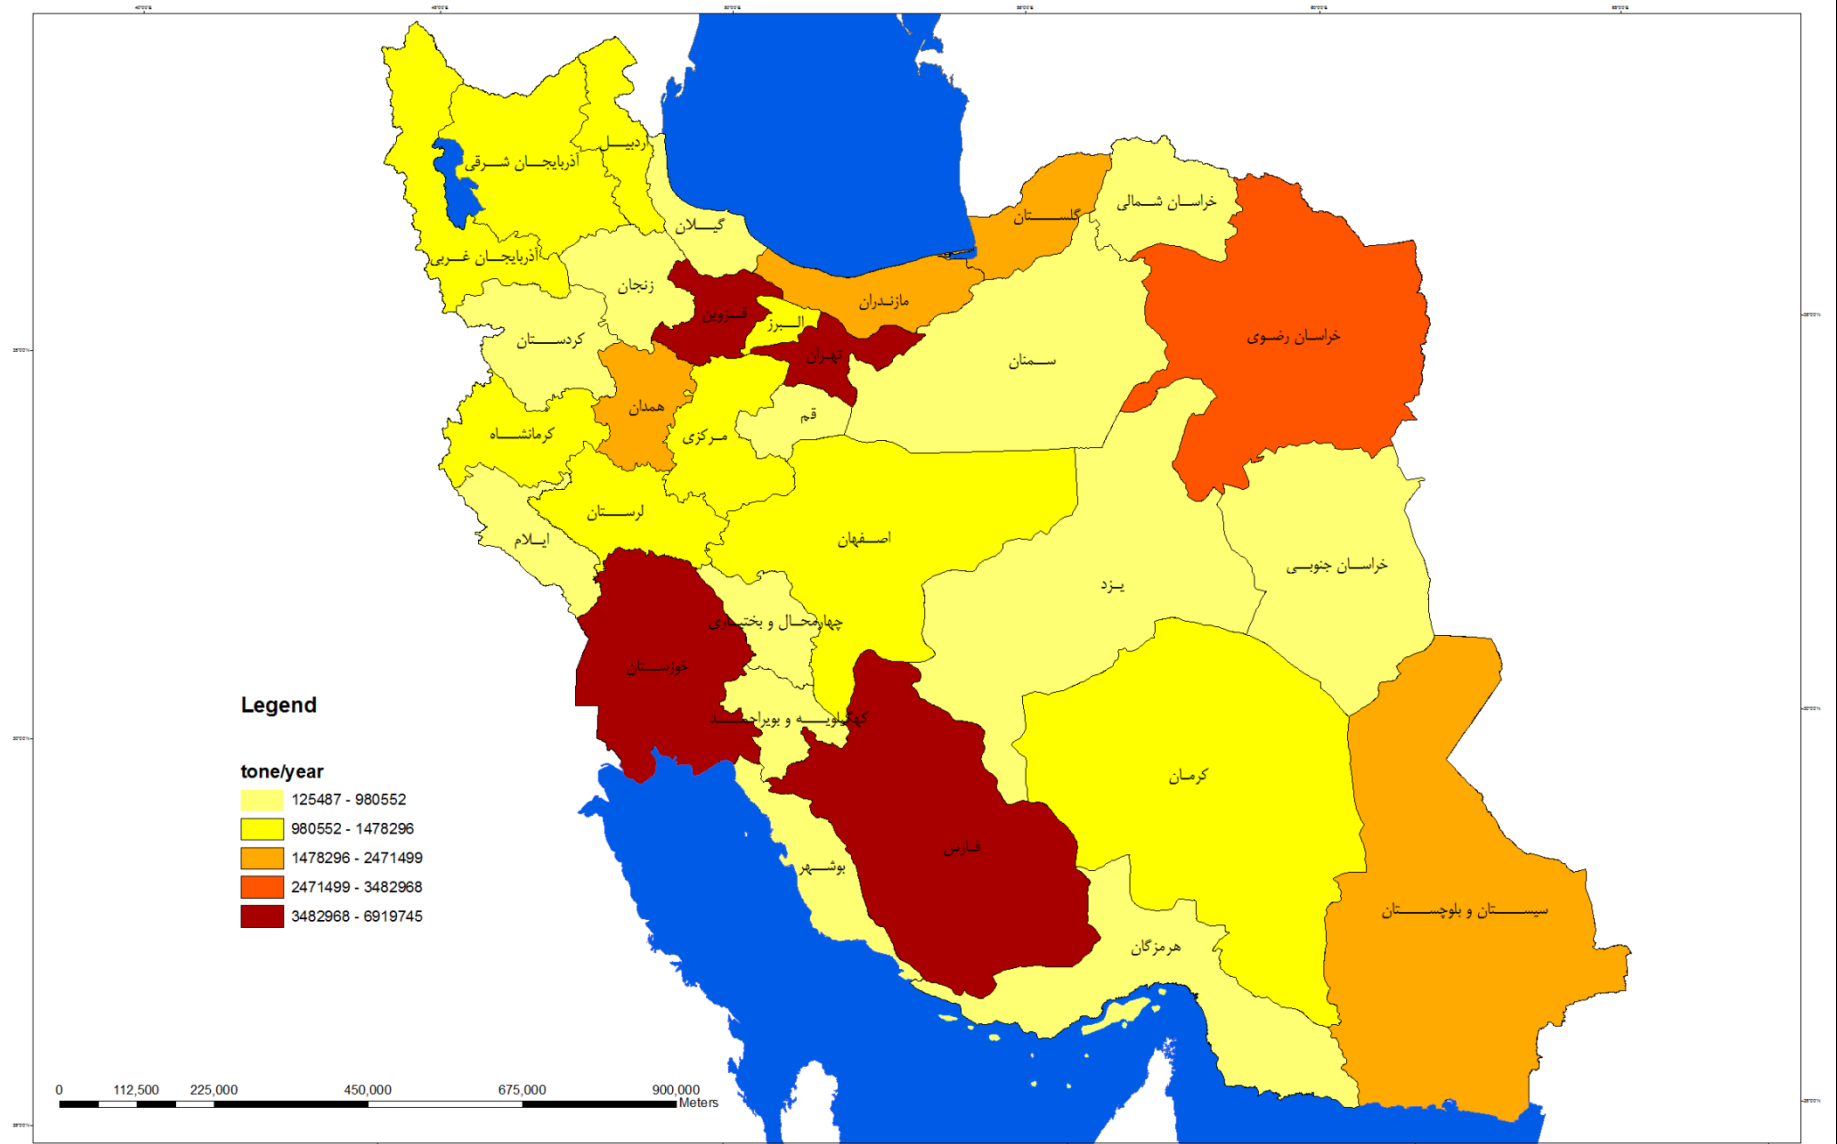 اردبیل
آذربایجان شرقی
خراسان شمالی
گلستان
گیلان
آذربایجان غربی
زنجان
مازندران
قزوین
البرز
خراسان رضوی
کردستان
تهران
سمنان
همدان
قم
کرمانشاه
مرکزی
لرستان
ایلام
اصفهان
خراسان جنوبی
یزد
چهارمحال و بختیاری
خوزستان
کهگیلویه و بویراحمد
کرمان
فارس
بوشهر
سیستان و بلوچستان
هرمزگان
Legend
tone/year
125487 - 980552
980552 - 1478296
1478296 - 2471499
2471499 - 3482968
3482968 - 6919745
0 112,500 225,000 450,000 675,000 900,000
Meters